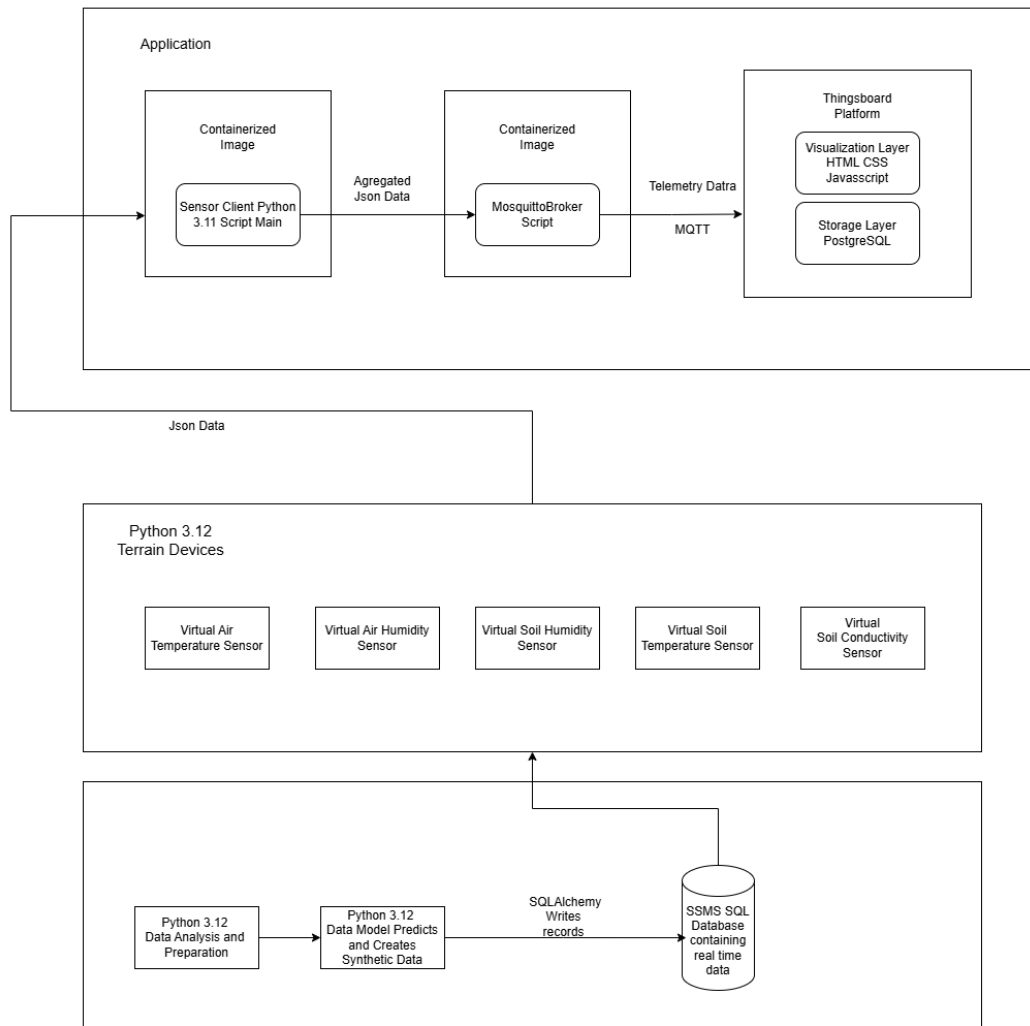 Application
Containerized
Image
Sensor Client Python
3.11 Script Main
Agregated
Json Data
Containerized
Image
MosquittoBroker
Script
Telemetry Datra
MQTT
Thingsboard
Platform
Visualization Layer
HTML CSS
Javasscript
Storage Layer
PostgreSQL
Json Data
Python 3.12
Terrain Devices
Virtual Air
Temperature Sensor
Virtual Air Humidity
Sensor
Virtual Soil Humidity
Sensor
Virtual Soil
Temperature Sensor
Virtual
Soil Conductivity
Sensor
Python 3.12
Data Analysis and
Preparation
Python 3.12
Data Model Predicts
and Creates
Synthetic Data
SQLAlchemy
Writes
records
SSMS SQL
Database
containing
real time
data